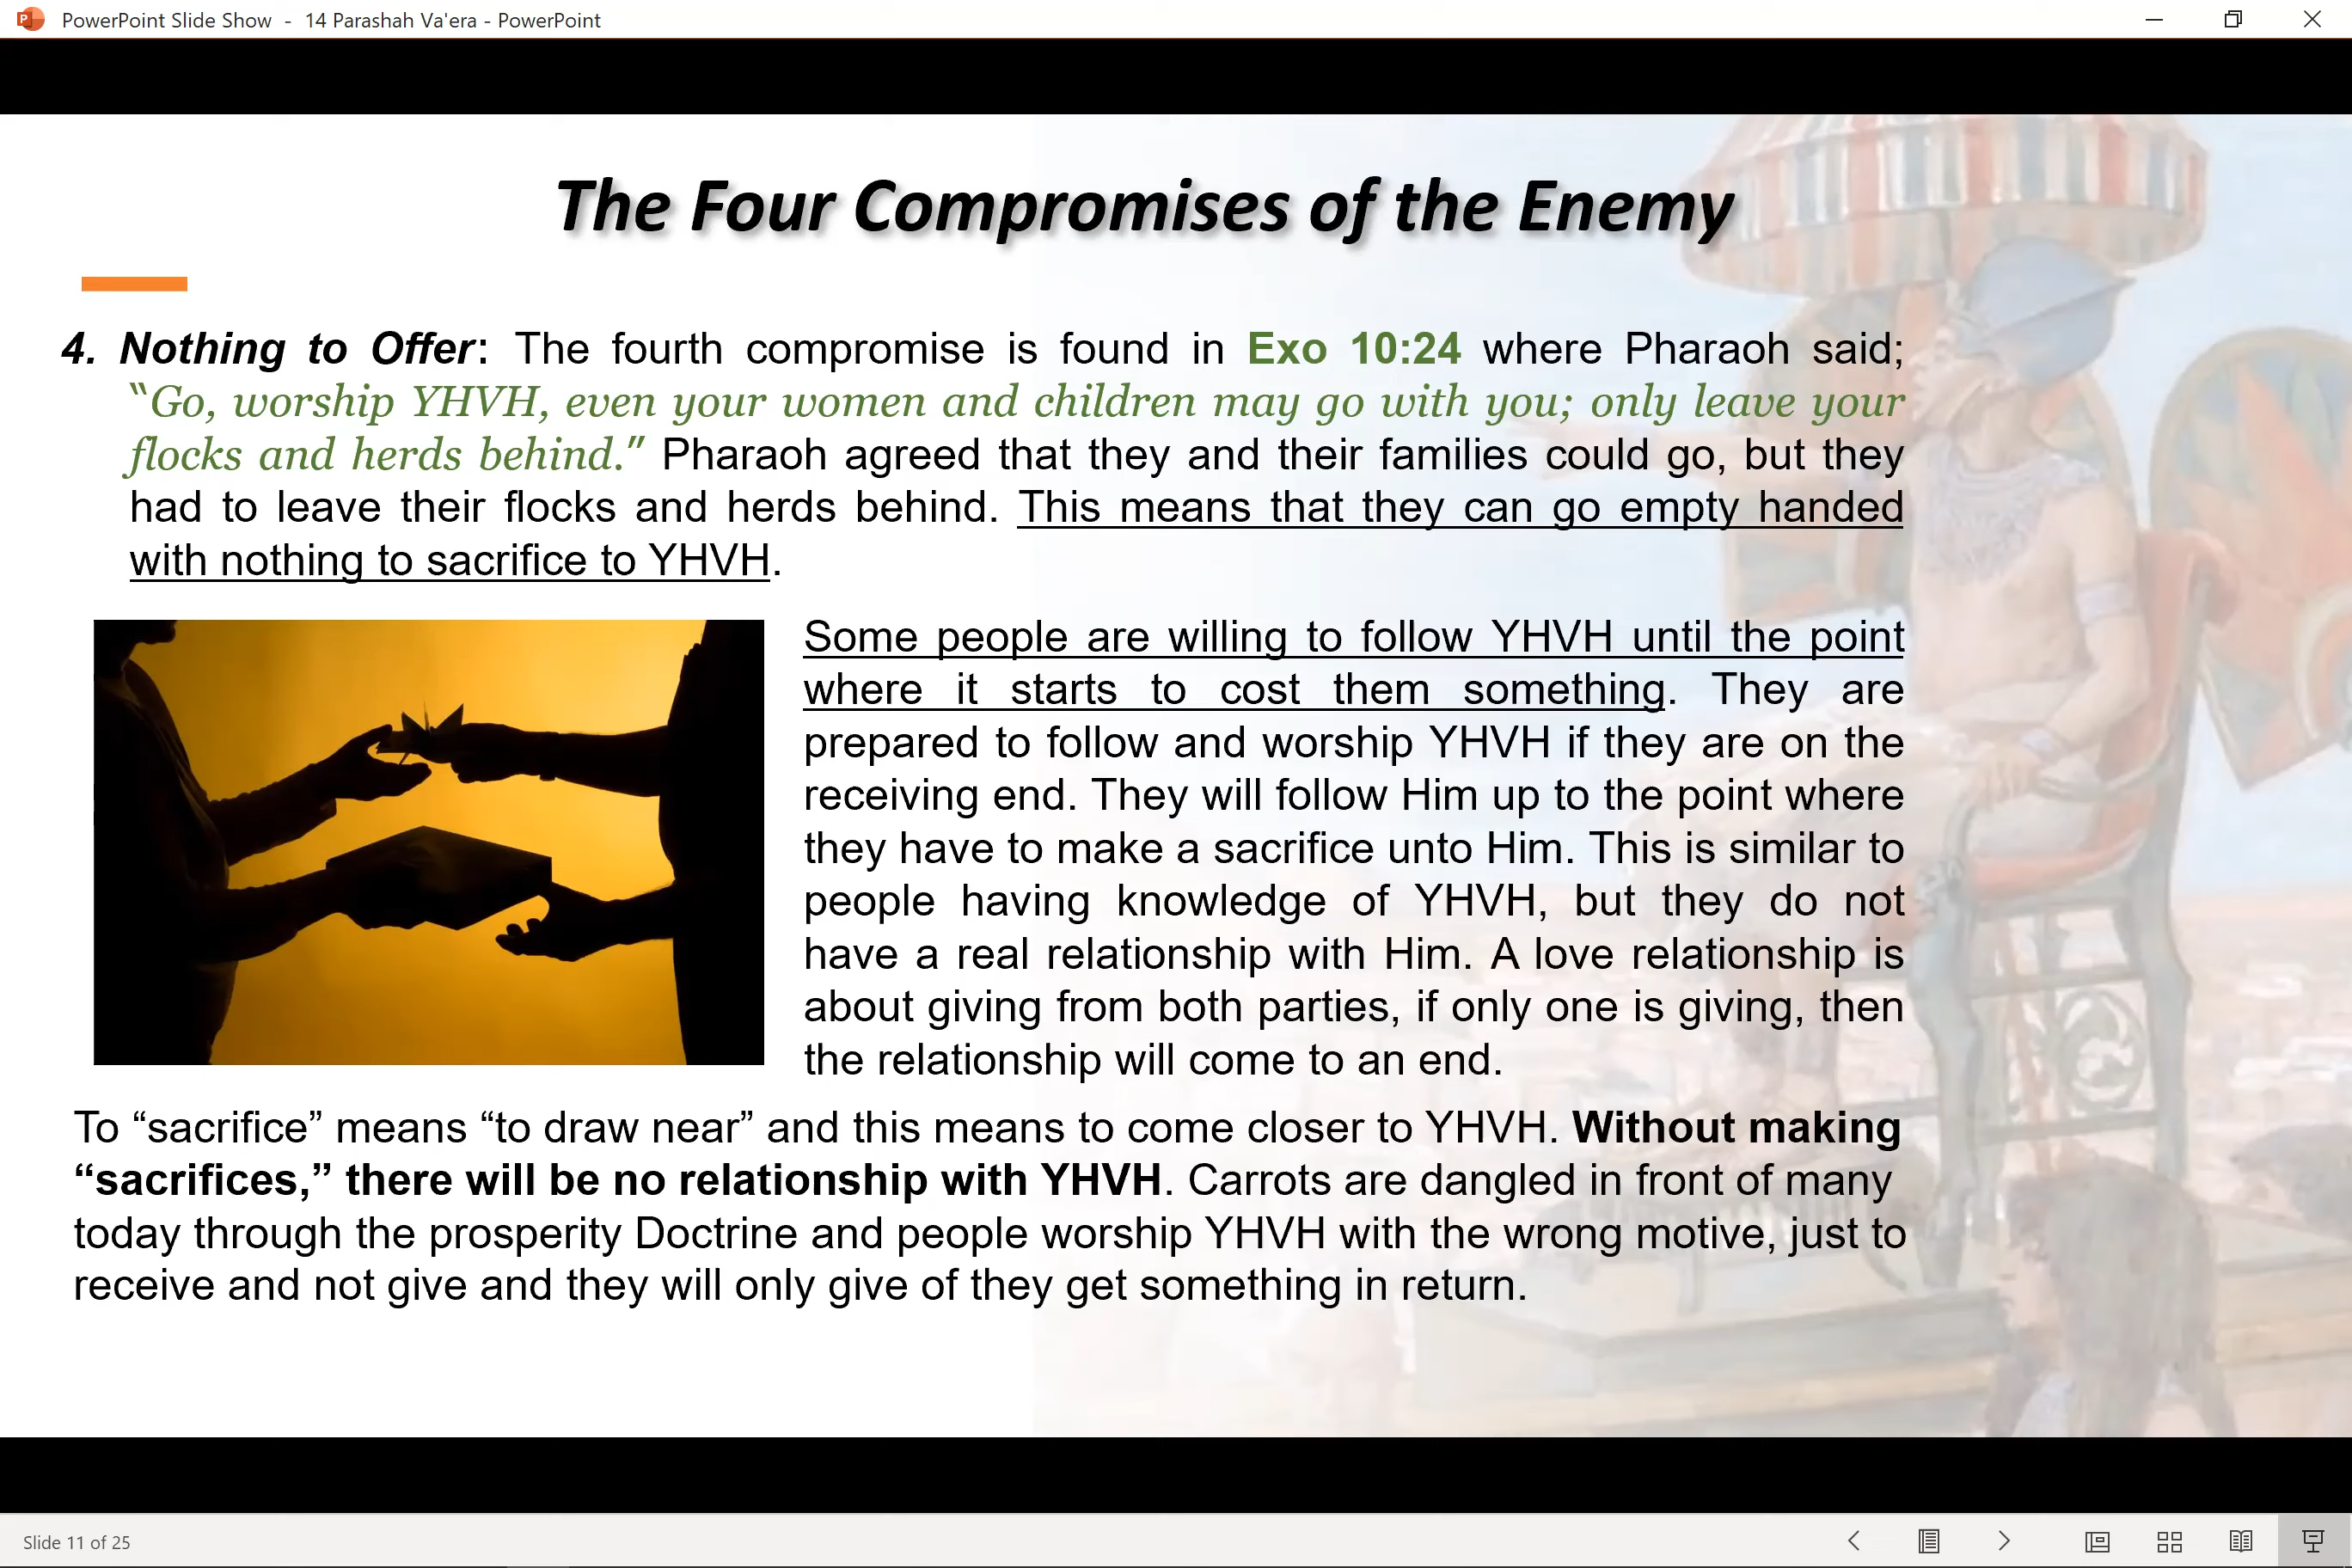 PowerPoint Slide Show - 14 Parashah Va'era - PowerPoint
The Four Compromises of the Enemy
4. Nothing to Offer: The fourth compromise is found in Exo 10:24 where Pharaoh said;
“Go, worship YHVH, even your women and children may go with you; only leave your
flocks and herds behind.” Pharaoh agreed that they and their families could go, but they
had to leave their flocks and herds behind. This means that they can go empty handed
with nothing to sacrifice to YHVH.
Some people are willing to follow YHVH until the point
where it starts to cost them something. They are
prepared to follow and worship YHVH if they are on the
receiving end. They will follow Him up to the point where
they have to make a sacrifice unto Him. This is similar to
people having knowledge of YHVH, but they do not
have a real relationship with Him. A love relationship is
about giving from both parties, if only one is giving, then
the relationship will come to an end.
To “sacrifice” means “to draw near” and this means to come closer to YHVH. Without making
“sacrifices,” there will be no relationship with YHVH. Carrots are dangled in front of many
today through the prosperity Doctrine and people worship YHVH with the wrong motive, just to
receive and not give and they will only give of they get something in return.
Slide 11 of 25